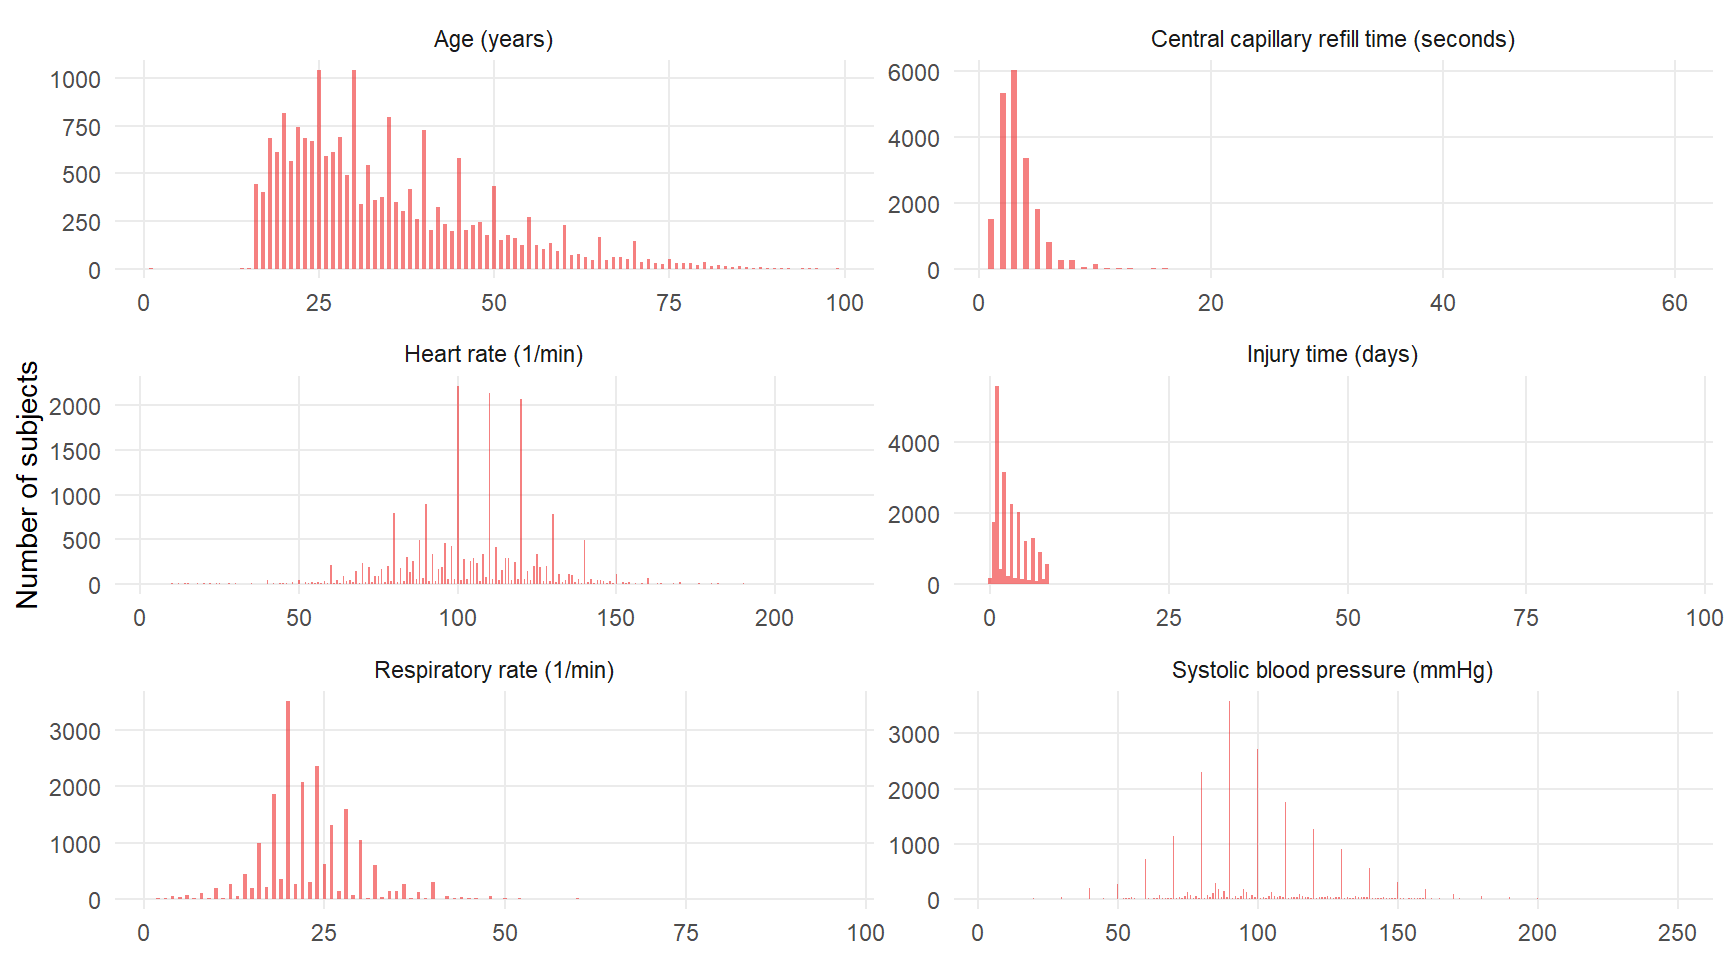 Number of subjects
Age (years)
1000
750
500
250
0
0 25 50 75 100
Central capillary refill time (seconds)
6000
4000
2000
0
0 20 40 60
Heart rate (1/min)
2000
1500
1000
500
0
0 50 100 150 200
Injury time (days)
4000
2000
0
0 25 50 75 100
Respiratory rate (1/min)
3000
2000
1000
0
0 25 50 75 100
Systolic blood pressure (mmHg)
3000
2000
1000
0
0 50 100 150 200 250